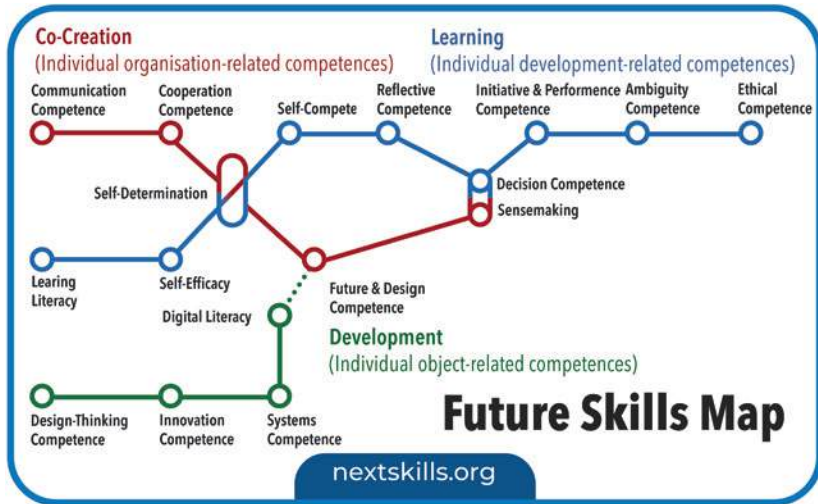 Co-Creation
(Individual organisation-related competences)
Learning
(Individual development-related competences)
Communication
Competence
Cooperation
Competence
Self-Compete
Reflective
Competence
Initiative & Performance
Competence
Ambiguity
Competence
Ethical
Competence
Self-Determination
Decision Competence
Sensemaking
Learing
Literacy
Self-Efficacy
Future & Design
Competence
Digital Literacy
Development
(Individual object-related competences)
Design-Thinking
Competence
Innovation
Competence
Systems
Competence
Future Skills Map
nextskills.org